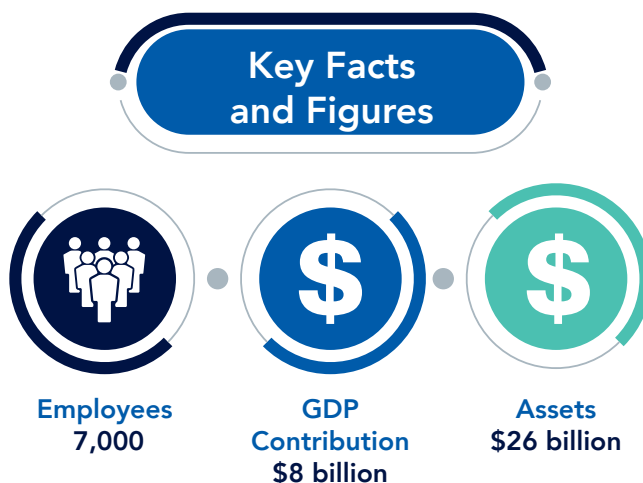 Key Facts
and Figures
$
$
Employees
7,000
GDP
Contribution
$8 billion
Assets
$26 billion